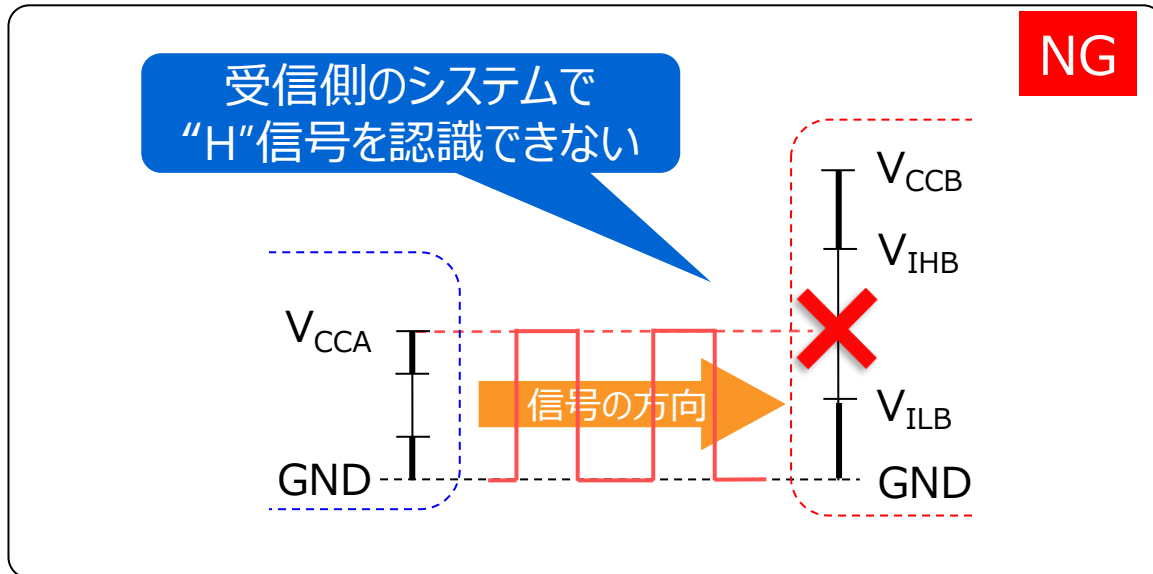 NG
受信側のシステムで
“H”信号を認識できない
VCCB
VIHB
VCCA
信号の方向
VILB
GND
GND